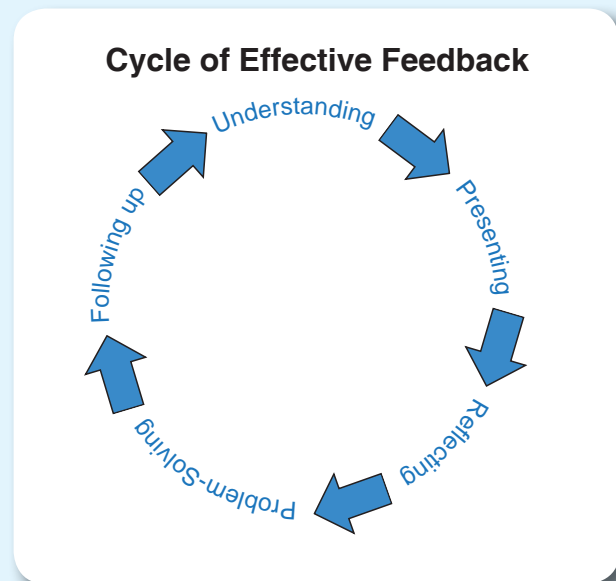 Cycle of Effective Feedback
Understanding
Presenting
Reflecting
Problem-Solving
Following up